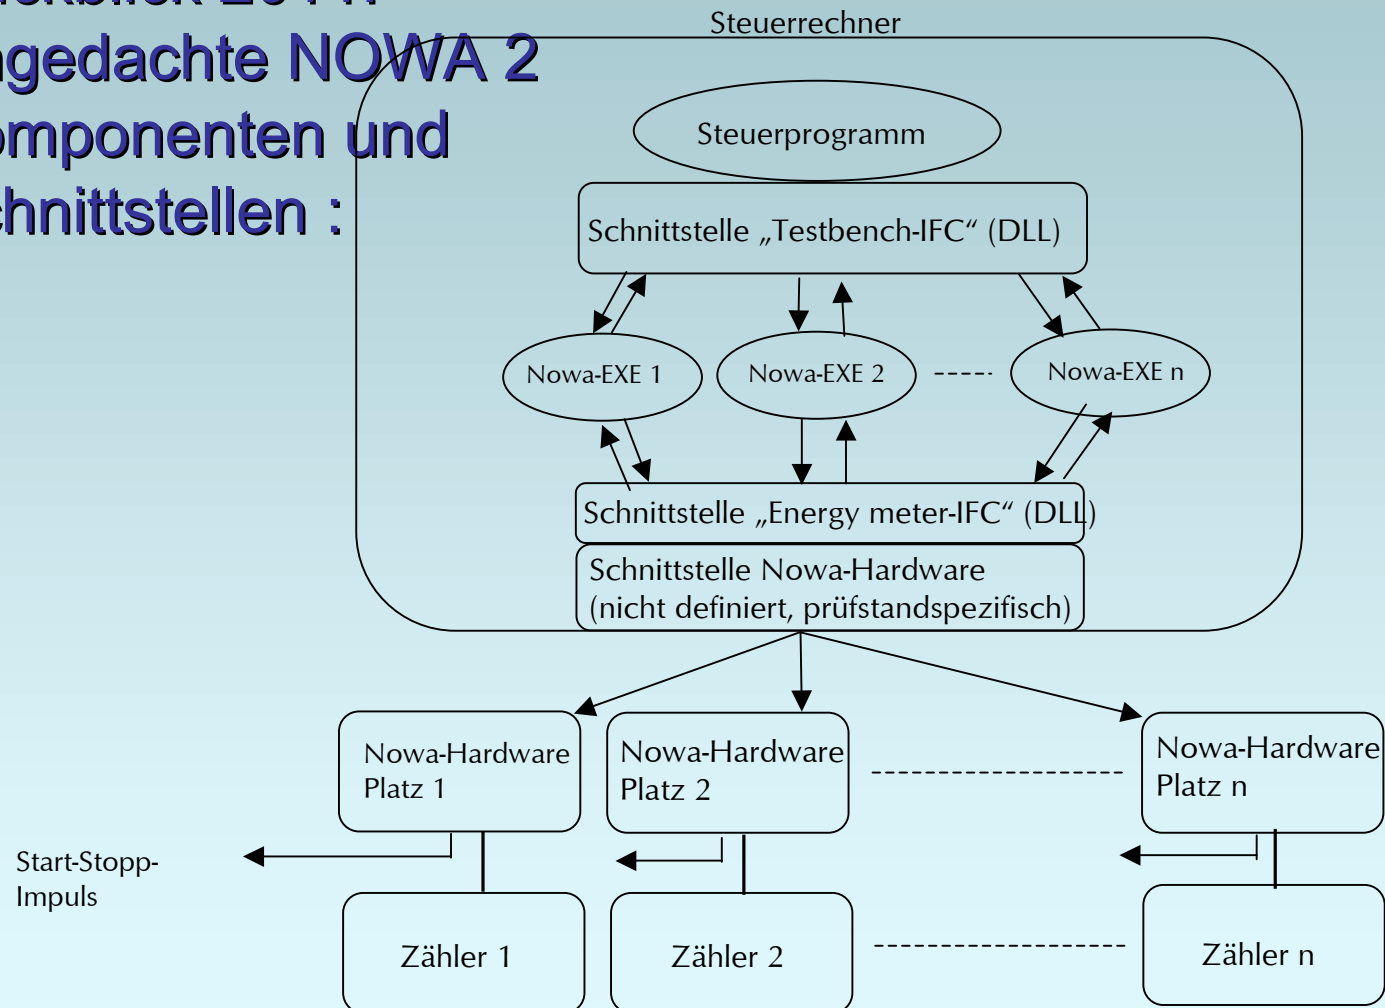 Steuerrechner
ngedachte NOWA 2
omponenten und
chnittstellen :
Steuerprogramm
Schnittstelle „Testbench-IFC“ (DLL)
Nowa-EXE 1
Nowa-EXE 2
Nowa-EXE n
Schnittstelle „Energy meter-IFC“ (DLL)
Schnittstelle Nowa-Hardware
(nicht definiert, prüfstandspezifisch)
Nowa-Hardware
Platz 1
Nowa-Hardware
Platz 2
Nowa-Hardware
Platz n
Start-Stopp-
Impuls
Zähler 1
Zähler 2
Zähler n